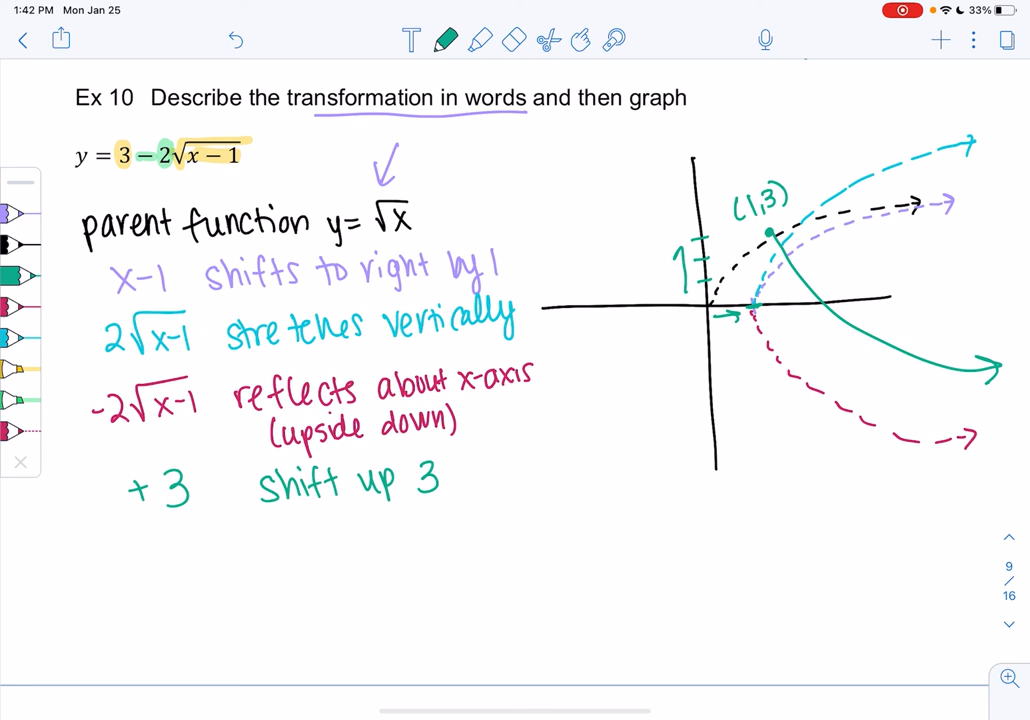 1:42 PM Mon Jan 25
33%
T
Ex 10 Describe the transformation in words and then graph
y = 3 − 2√x − 1
parent function y = √x
x-1 shifts to right by 1
2√x-1 stretches vertically
-2√x-1 reflects about x-axis
(upside down)
+ 3 shift up 3
(1,3)
9
/
16